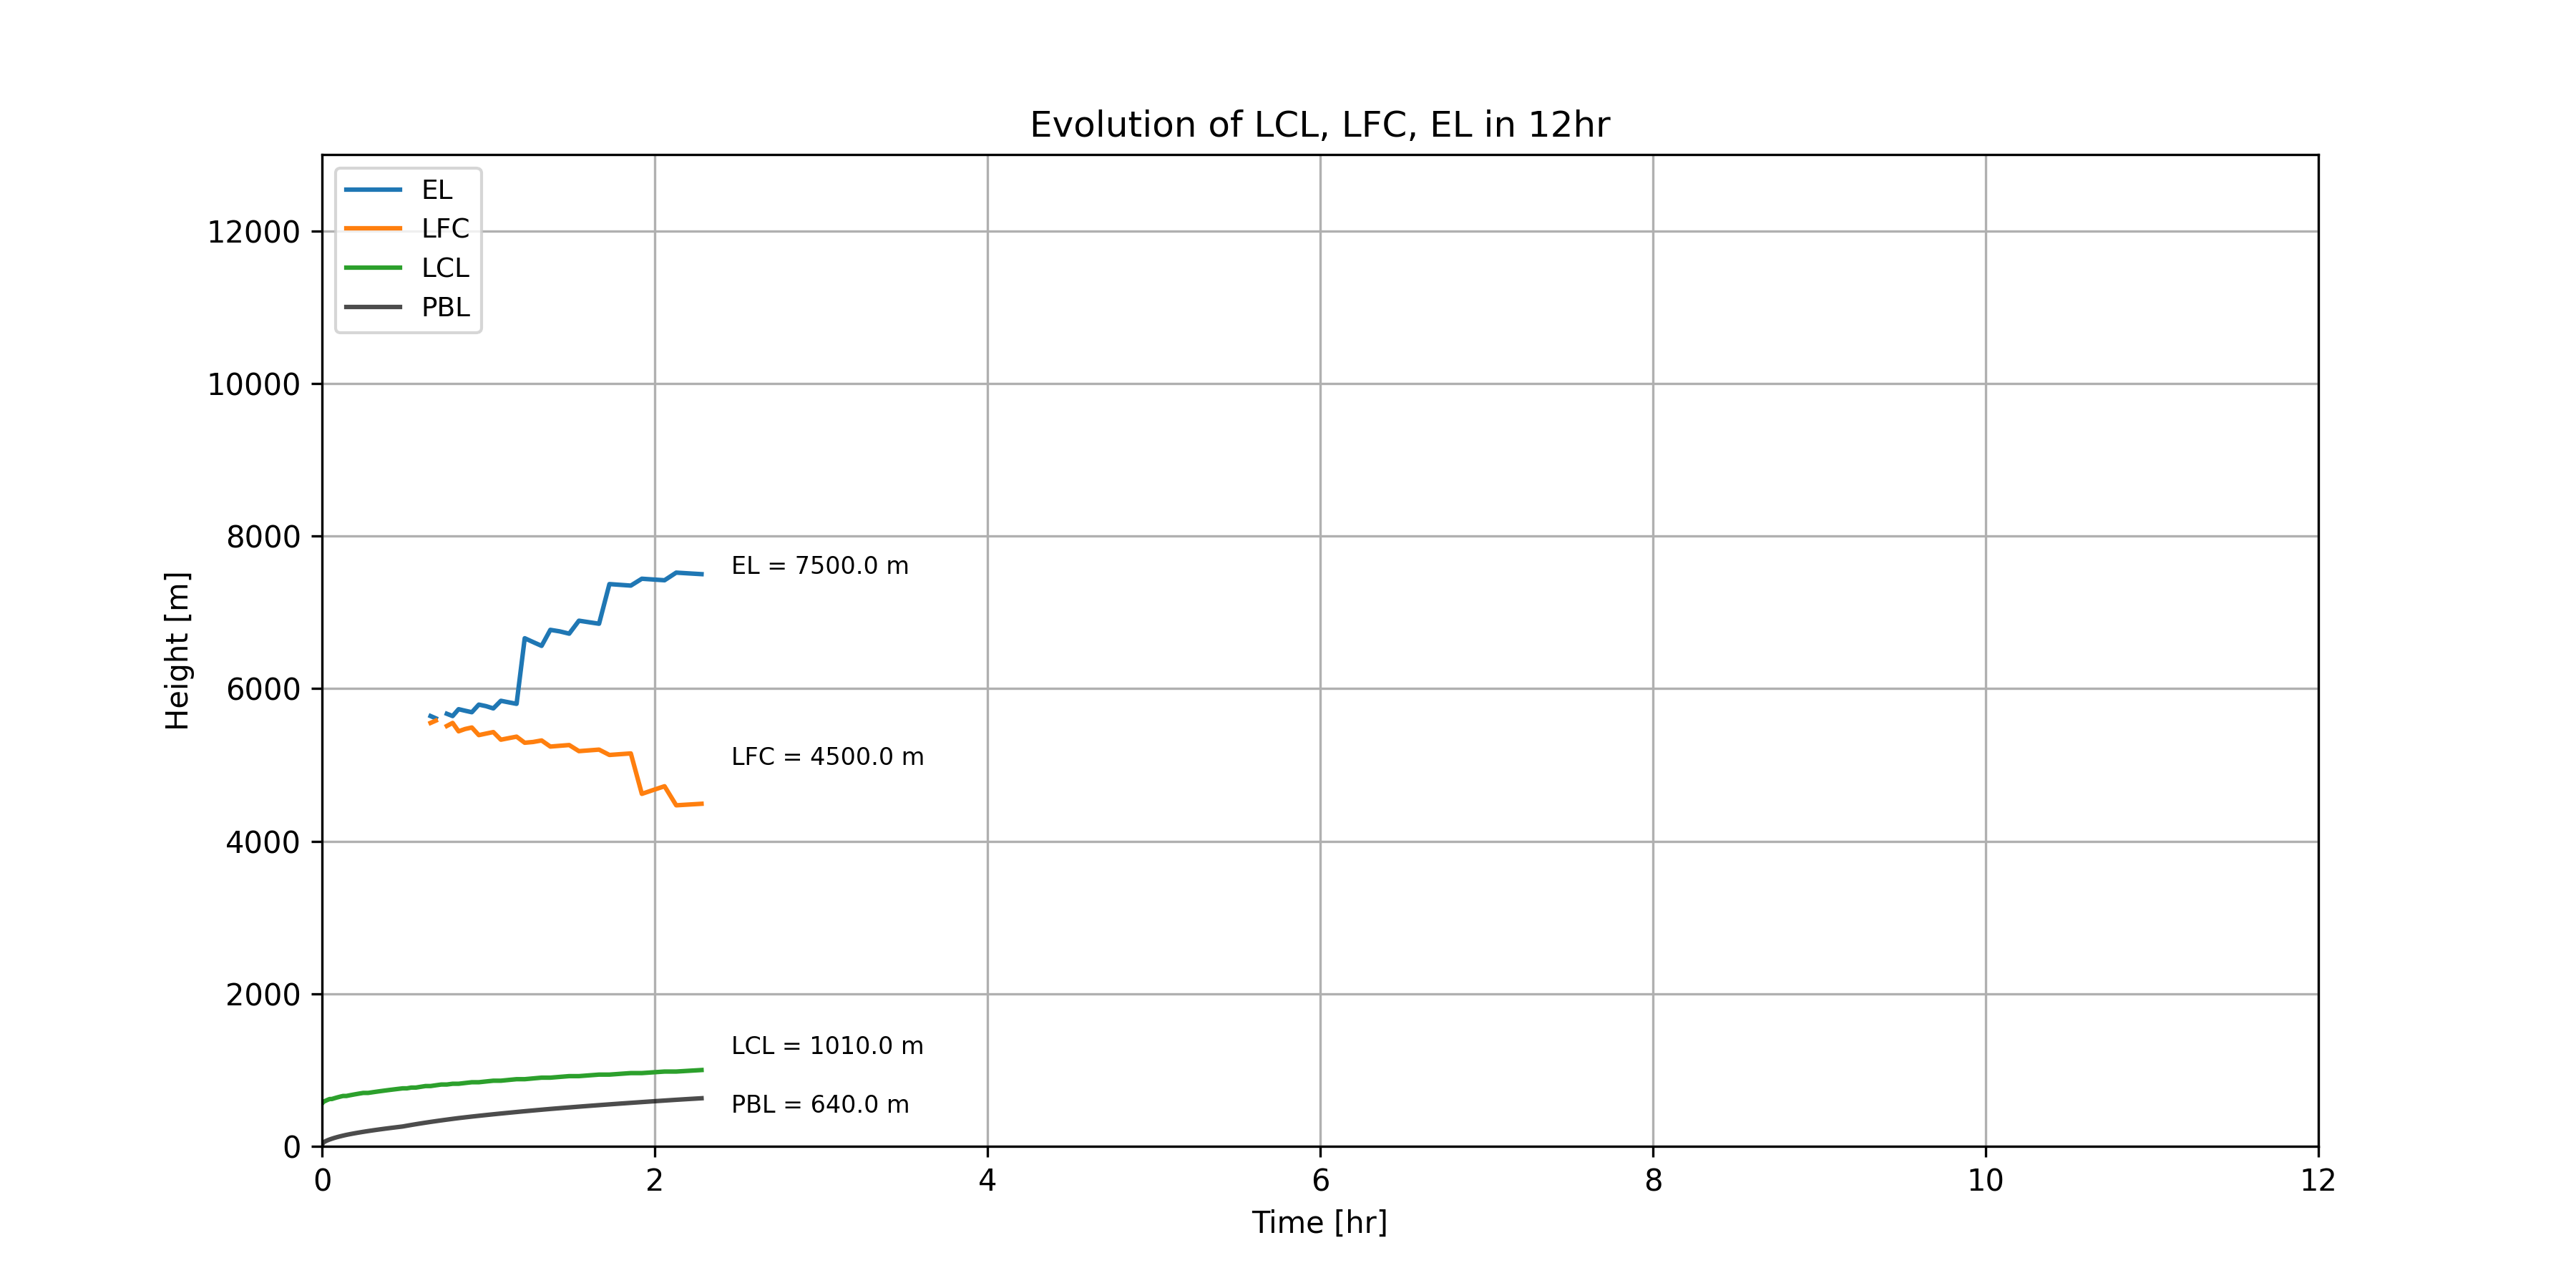 Evolution of LCL, LFC, EL in 12hr
EL
LFC
LCL
PBL
12000
10000
8000
6000
4000
2000
0
Height [m]
EL = 7500.0 m
LFC = 4500.0 m
LCL = 1010.0 m
PBL = 640.0 m
0 2 4 6 8 10 12
Time [hr]